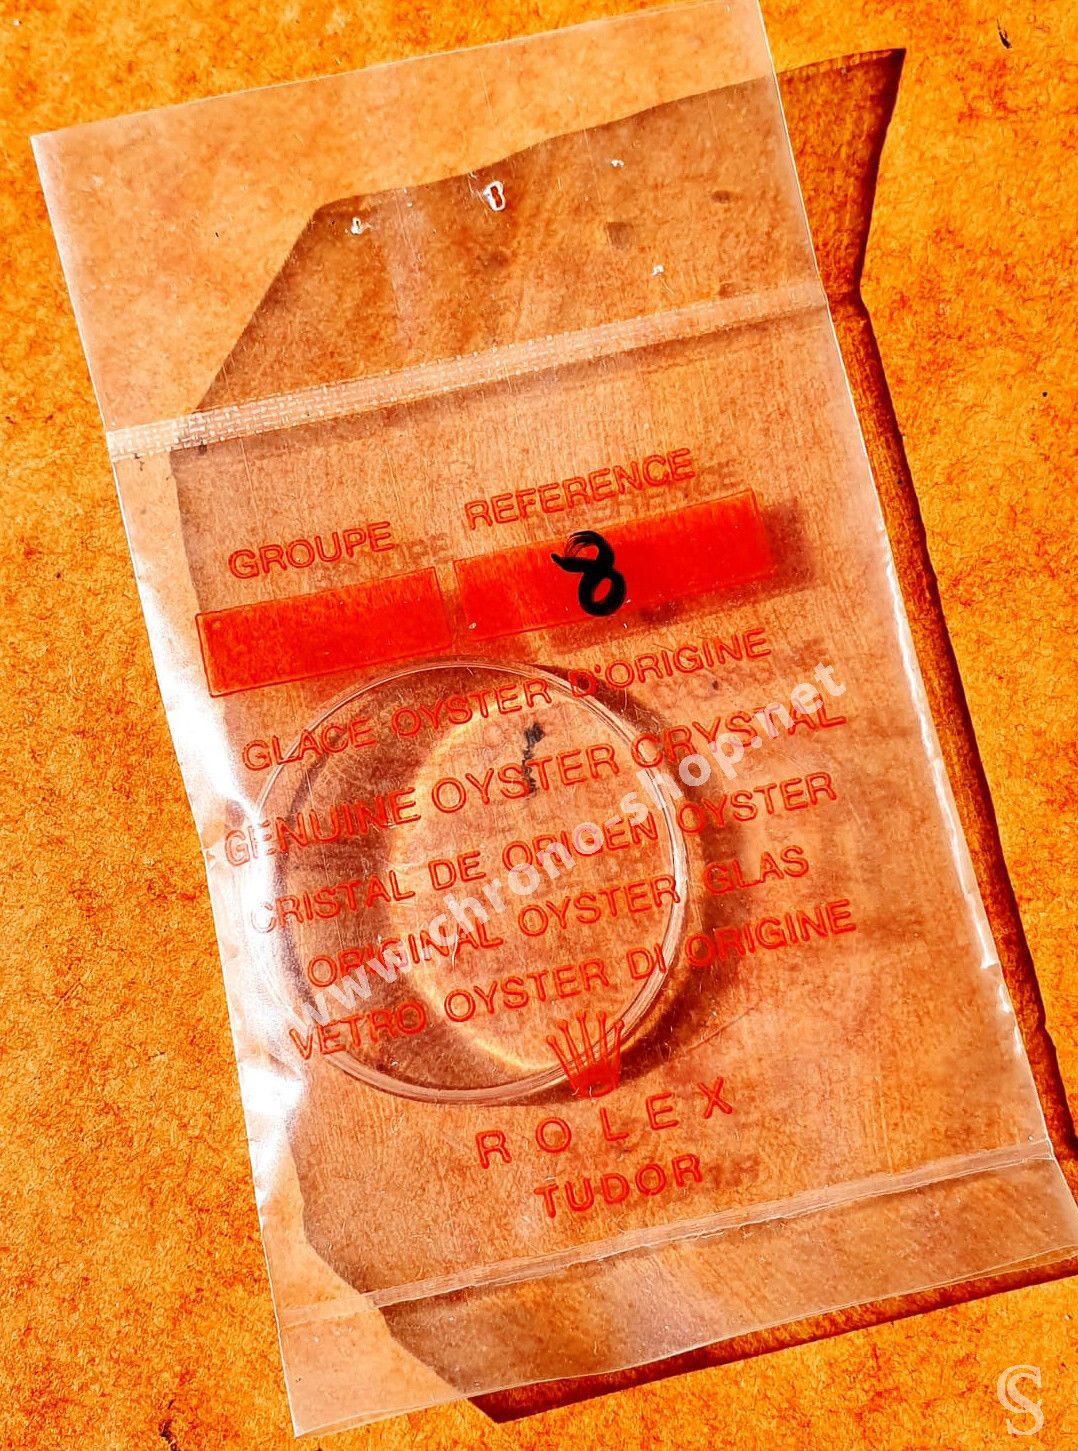 GROUPE REFERENCE
8
GLACE OYSTER D'ORIGINE
GENUINE OYSTER CRYSTAL
CRISTAL DE ORIGEN OYSTER
ORIGINAL OYSTER GLAS
VETRO OYSTER DI ORIGINE
ROLEX
TUDOR
www.chrono-shop.net